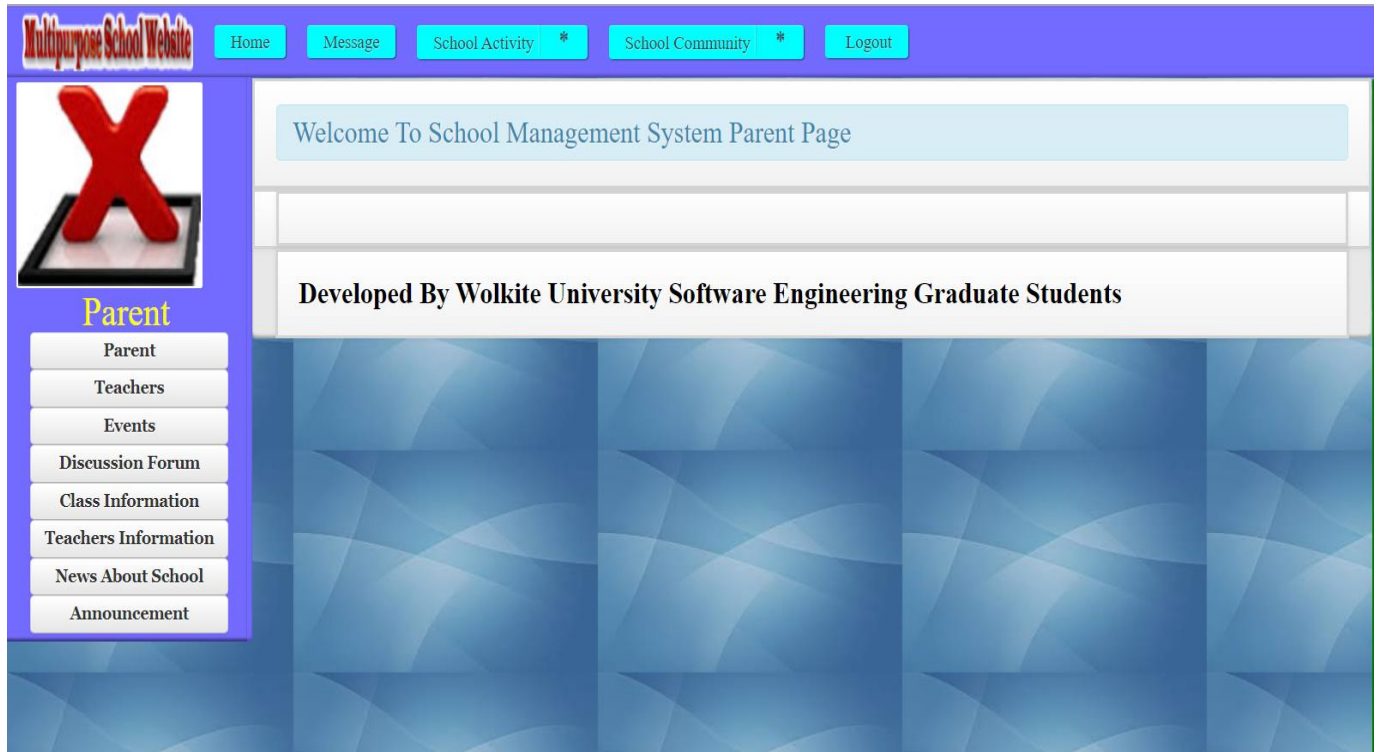 Multipurpose School Website
Home
Message
School Activity *
School Community *
Logout
Welcome To School Management System Parent Page
Developed By Wolkite University Software Engineering Graduate Students
Parent
Parent
Teachers
Events
Discussion Forum
Class Information
Teachers Information
News About School
Announcement